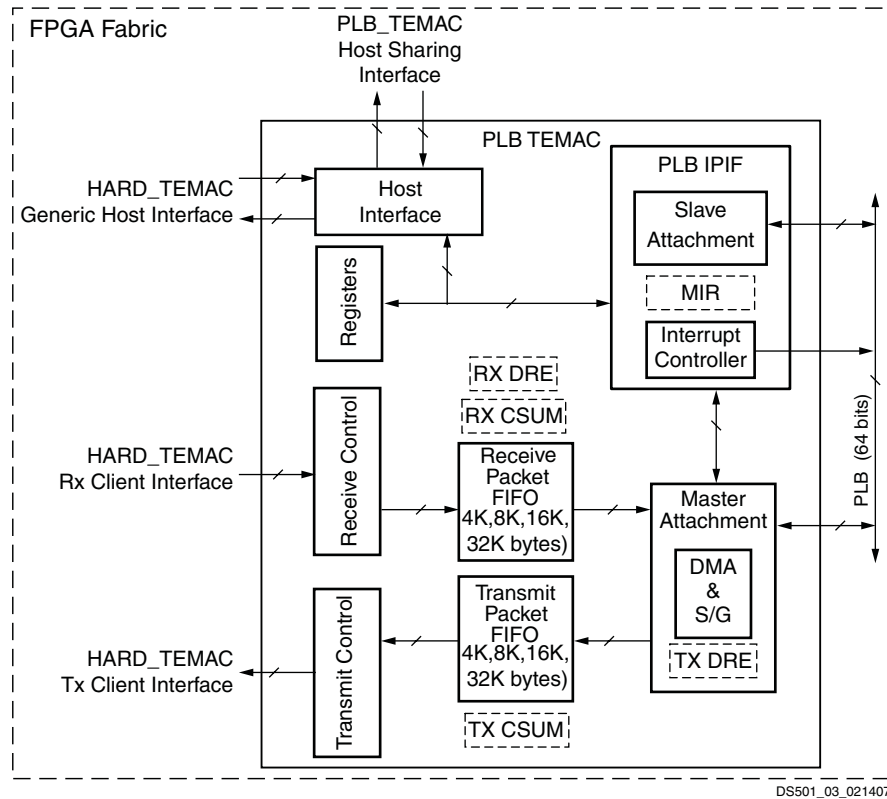 FPGA Fabric
PLB_TEMAC
Host Sharing
Interface
PLB TEMAC
HARD_TEMAC
Generic Host Interface
Host
Interface
PLB IPIF
Slave
Attachment
MIR
Interrupt
Controller
Registers
RX DRE
RX CSUM
HARD_TEMAC
Rx Client Interface
Receive Control
Receive
Packet
FIFO
4K,8K,16K,
32K bytes)
Master
Attachment
DMA
&
S/G
TX DRE
PLB (64 bits)
HARD_TEMAC
Tx Client Interface
Transmit Control
Transmit
Packet
FIFO
4K,8K,16K,
32K bytes)
TX CSUM
DS501_03_021407